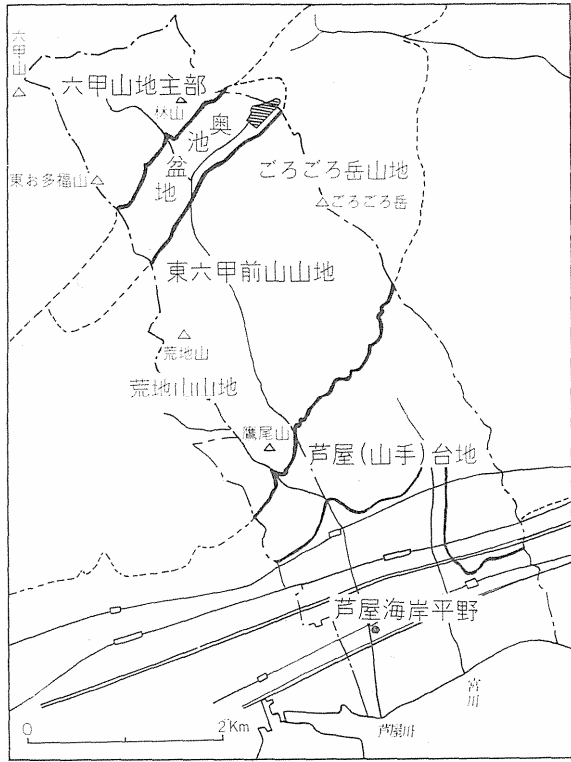 六甲山
六甲山地主部
林山
奥池盆地
東お多福山
ごろごろ岳山地
ごろごろ岳
東六甲前山山地
荒地山
荒地山山地
鷹尾山
芦屋(山手)台地
芦屋海岸平野
宮川
芦屋川
0 2 Km